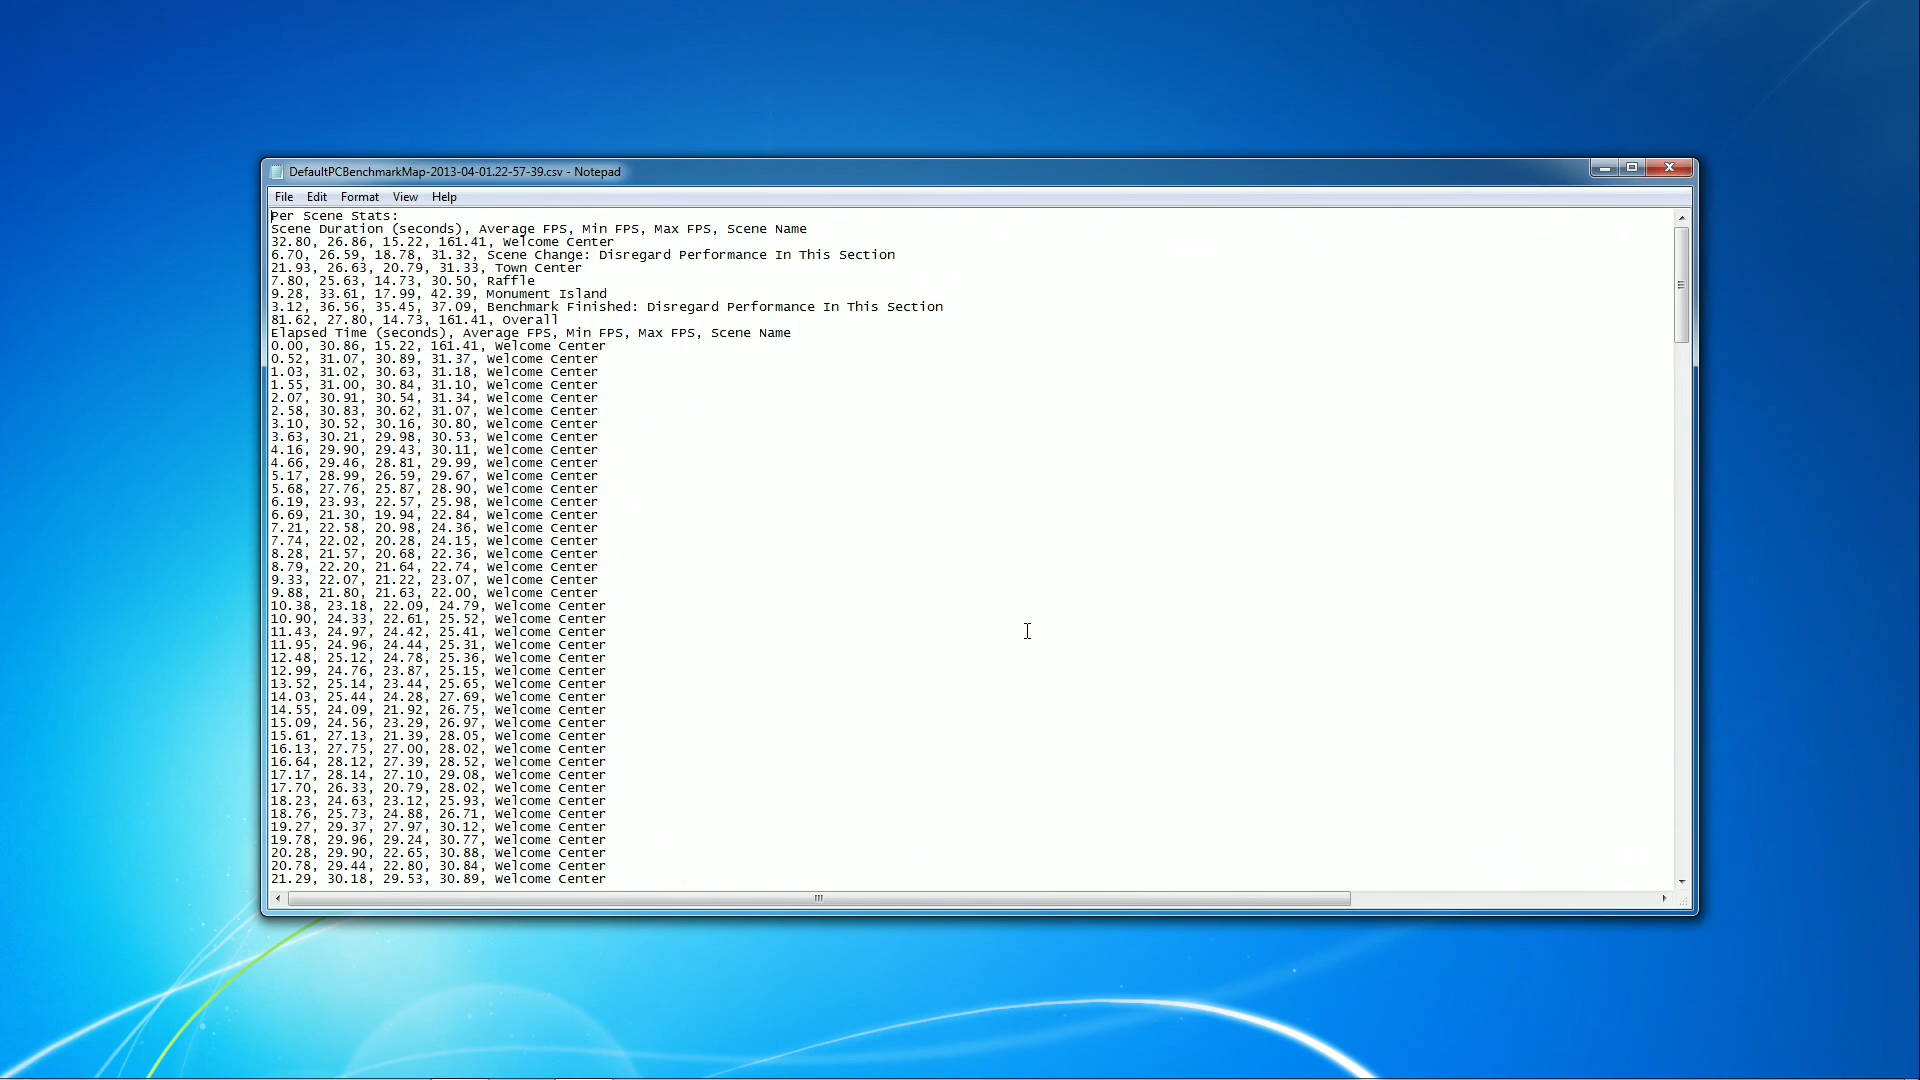 DefaultPCBenchmarkMap-2013-04-01.22-57-39.csv - Notepad
File Edit Format View Help
Per Scene Stats:
Scene Duration (seconds), Average FPS, Min FPS, Max FPS, Scene Name
32.80, 26.86, 15.22, 161.41, Welcome Center
6.70, 26.59, 18.78, 31.32, Scene Change: Disregard Performance In This Section
21.93, 26.63, 20.79, 31.33, Town Center
7.80, 25.63, 14.73, 30.50, Raffle
9.28, 33.61, 17.99, 42.39, Monument Island
3.12, 36.56, 35.45, 37.09, Benchmark Finished: Disregard Performance In This Section
81.62, 27.80, 14.73, 161.41, Overall
Elapsed Time (seconds), Average FPS, Min FPS, Max FPS, Scene Name
0.00, 30.86, 15.22, 161.41, Welcome Center
0.52, 31.07, 30.89, 31.37, Welcome Center
1.03, 31.02, 30.63, 31.18, Welcome Center
1.55, 31.00, 30.84, 31.10, Welcome Center
2.07, 30.91, 30.54, 31.34, Welcome Center
2.58, 30.83, 30.62, 31.07, Welcome Center
3.10, 30.52, 30.16, 30.80, Welcome Center
3.63, 30.21, 29.98, 30.53, Welcome Center
4.16, 29.90, 29.43, 30.11, Welcome Center
4.66, 29.46, 28.81, 29.99, Welcome Center
5.17, 28.99, 26.59, 29.67, Welcome Center
5.68, 27.76, 25.87, 28.90, Welcome Center
6.19, 23.93, 22.57, 25.98, Welcome Center
6.69, 21.30, 19.94, 22.84, Welcome Center
7.21, 22.58, 20.98, 24.36, Welcome Center
7.74, 22.02, 20.28, 24.15, Welcome Center
8.28, 21.57, 20.68, 22.36, Welcome Center
8.79, 22.20, 21.64, 22.74, Welcome Center
9.33, 22.07, 21.22, 23.07, Welcome Center
9.88, 21.80, 21.63, 22.00, Welcome Center
10.38, 23.18, 22.09, 24.79, Welcome Center
10.90, 24.33, 22.61, 25.52, Welcome Center
11.43, 24.97, 24.42, 25.41, Welcome Center
11.95, 24.96, 24.44, 25.31, Welcome Center
12.48, 25.12, 24.78, 25.36, Welcome Center
12.99, 24.76, 23.87, 25.15, Welcome Center
13.52, 25.14, 23.44, 25.65, Welcome Center
14.03, 25.44, 24.28, 27.69, Welcome Center
14.55, 24.09, 21.92, 26.75, Welcome Center
15.09, 24.56, 23.29, 26.97, Welcome Center
15.61, 27.13, 21.39, 28.05, Welcome Center
16.13, 27.75, 27.00, 28.02, Welcome Center
16.64, 28.12, 27.39, 28.52, Welcome Center
17.17, 28.14, 27.10, 29.08, Welcome Center
17.70, 26.33, 20.79, 28.02, Welcome Center
18.23, 24.63, 23.12, 25.93, Welcome Center
18.76, 25.73, 24.88, 26.71, Welcome Center
19.27, 29.37, 27.97, 30.12, Welcome Center
19.78, 29.96, 29.24, 30.77, Welcome Center
20.28, 29.90, 22.65, 30.88, Welcome Center
20.78, 29.44, 22.80, 30.84, Welcome Center
21.29, 30.18, 29.53, 30.89, Welcome Center